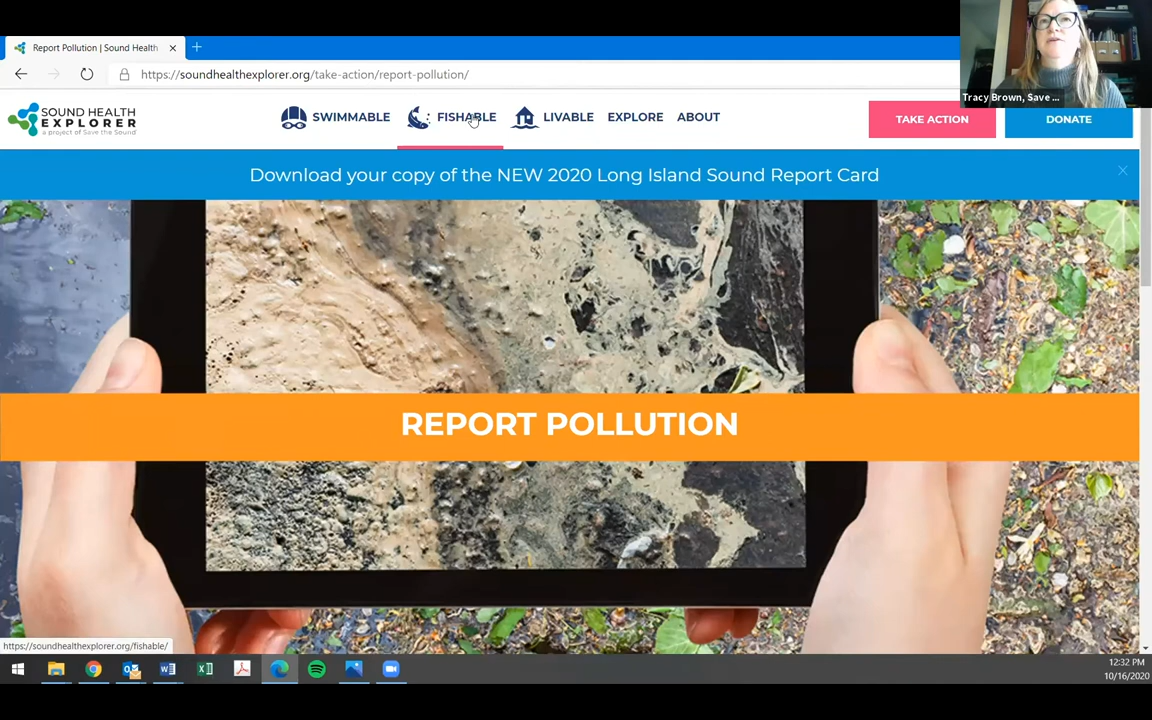 Report Pollution | Sound Health
https://soundhealthexplorer.org/take-action/report-pollution/
Tracy Brown, Save ...
SOUND HEALTH
EXPLORER
a project of Save the Sound
SWIMMABLE
FISHABLE
LIVABLE
EXPLORE
ABOUT
TAKE ACTION
DONATE
Download your copy of the NEW 2020 Long Island Sound Report Card
REPORT POLLUTION
https://soundhealthexplorer.org/fishable/
12:32 PM
10/16/2020